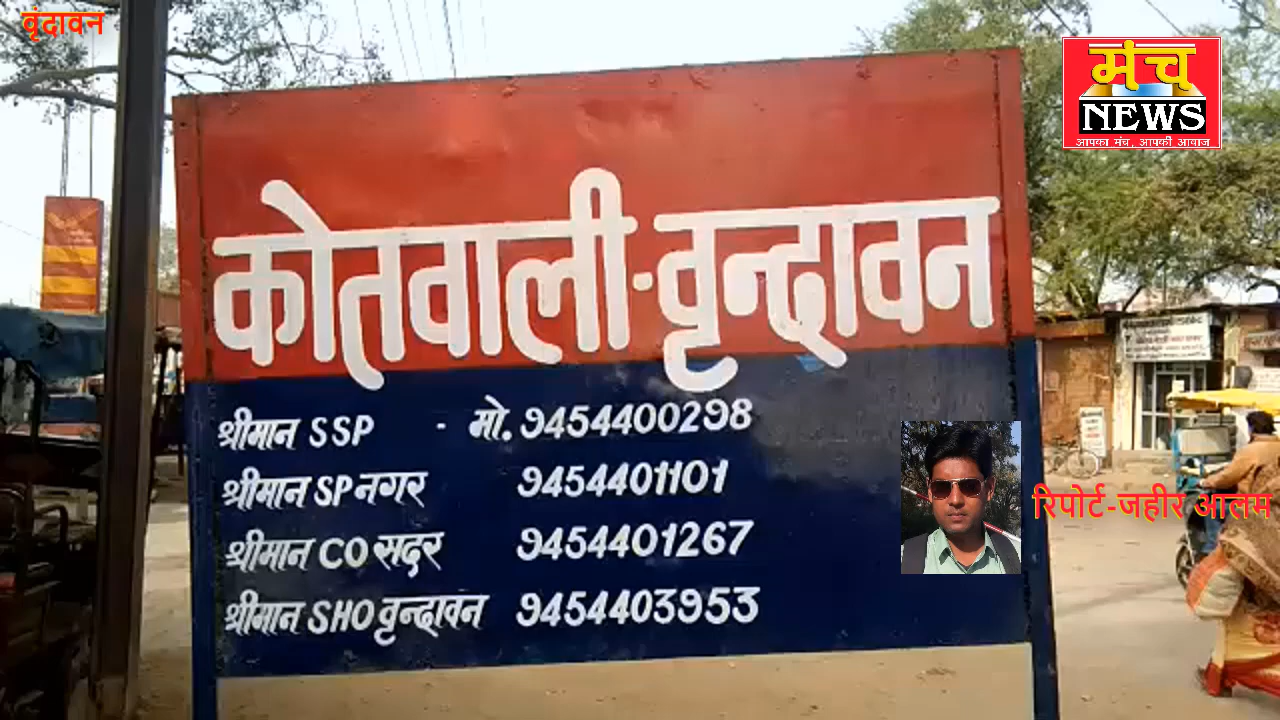 वृंदावन
मंच
NEWS
आपका मंच, आपकी आवाज
कोतवाली-वृन्दावन
श्रीमान SSP - मो. 9454400298
श्रीमान SP नगर 9454401101
श्रीमान CO सदर 9454401267
श्रीमान SHO वृन्दावन 9454403953
रिपोर्ट-जहीर आलम